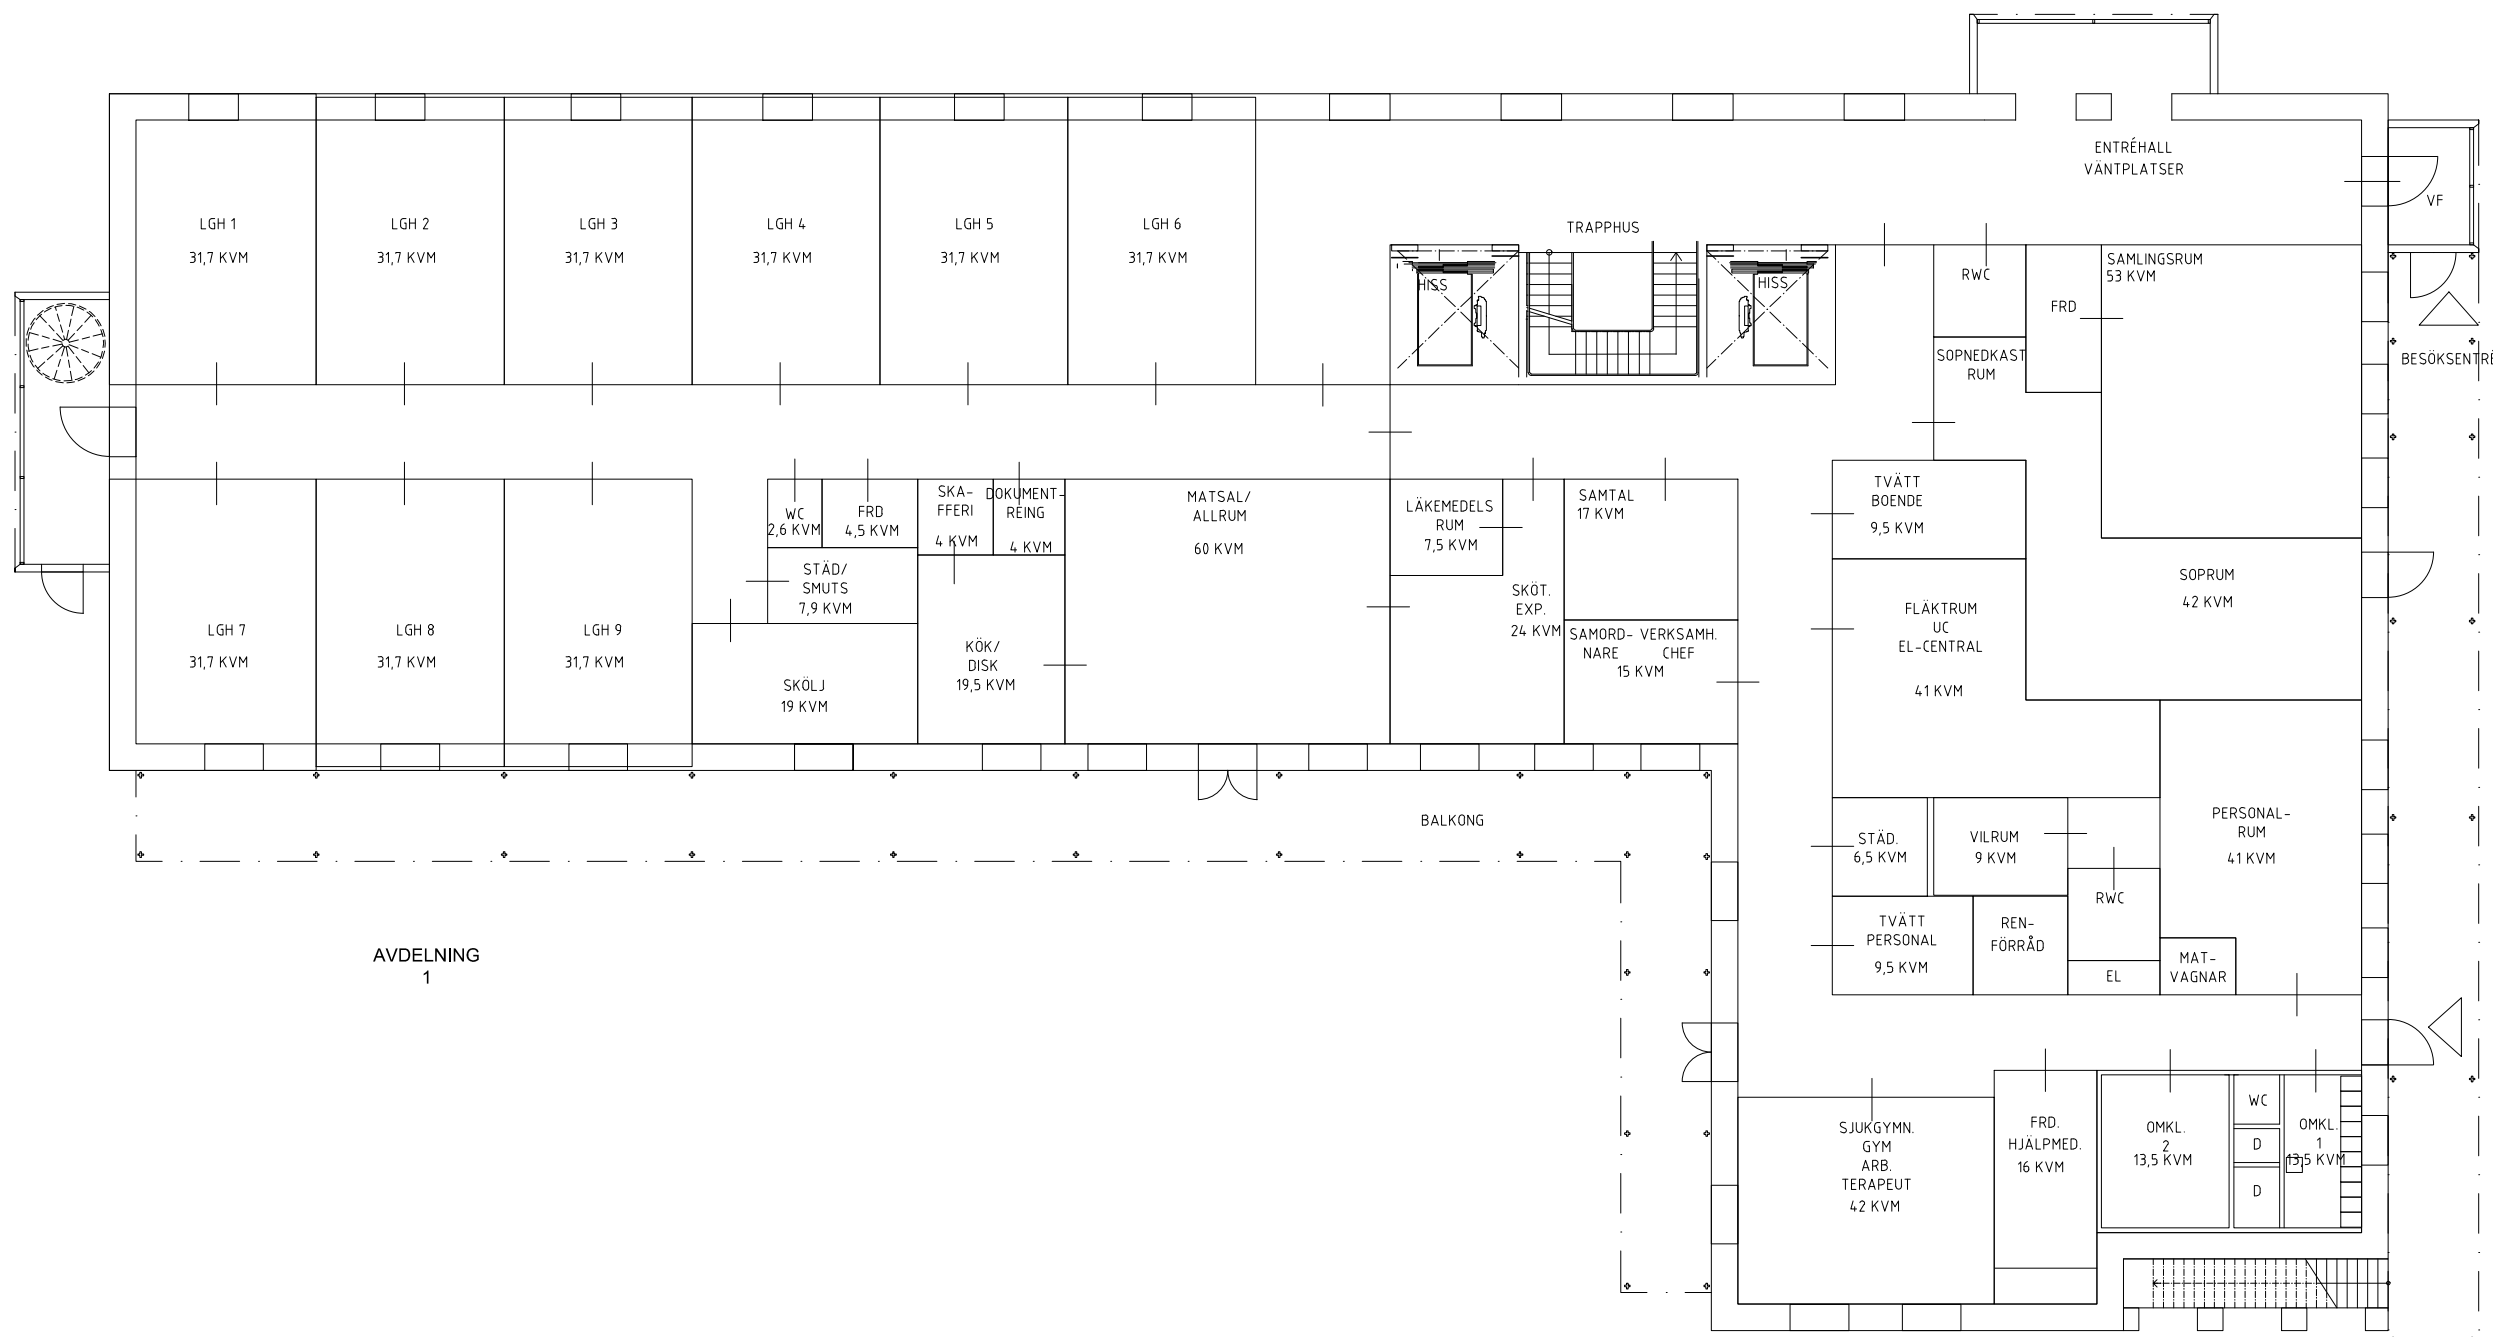 ENTRÉHALL
VÄNTPLATSER
VF
LGH 1
31,7 KVM
LGH 2
31,7 KVM
LGH 3
31,7 KVM
LGH 4
31,7 KVM
LGH 5
31,7 KVM
LGH 6
31,7 KVM
TRAPPHUS
HISS
HISS
RWC
FRD
SAMLINGSRUM
53 KVM
SOPNEDKAST
RUM
BESÖKSENTRÉ
LGH 7
31,7 KVM
LGH 8
31,7 KVM
LGH 9
31,7 KVM
WC
2,6 KVM
FRD
4,5 KVM
SKA-
FFERI
4 KVM
DOKUMENT-
REING
4 KVM
STÄD/
SMUTS
7,9 KVM
SKÖLJ
19 KVM
KÖK/
DISK
19,5 KVM
MATSAL/
ALLRUM
60 KVM
LÄKEMEDELS
RUM
7,5 KVM
SKÖT.
EXP.
24 KVM
SAMTAL
17 KVM
SAMORD- VERKSAMH.
NARE CHEF
15 KVM
TVÄTT
BOENDE
9,5 KVM
FLÄKTRUM
UC
EL-CENTRAL
41 KVM
SOPRUM
42 KVM
BALKONG
STÄD.
6,5 KVM
VILRUM
9 KVM
PERSONAL-
RUM
41 KVM
RWC
TVÄTT
PERSONAL
9,5 KVM
REN-
FÖRRÅD
EL
MAT-
VAGNAR
AVDELNING
1
SJUKGYMN.
GYM
ARB.
TERAPEUT
42 KVM
FRD.
HJÄLPMED.
16 KVM
OMKL.
2
13,5 KVM
WC
D
D
OMKL.
1
13,5 KVM